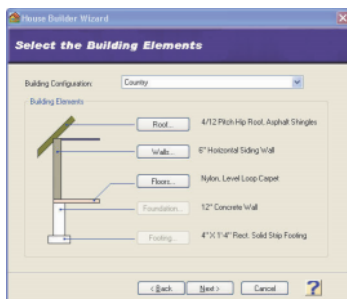 House Builder Wizard
Select the Building Elements
Building Configuration: Country
Building Elements
Roof... 4/12 Pitch Hip Roof, Asphalt Shingles
Walls... 6" Horizontal Siding Wall
Floors... Nylon, Level Loop Carpet
Foundation... 12" Concrete Wall
Footing... 4" X 1'4" Rect. Solid Strip Footing
< Back Next > Cancel ?